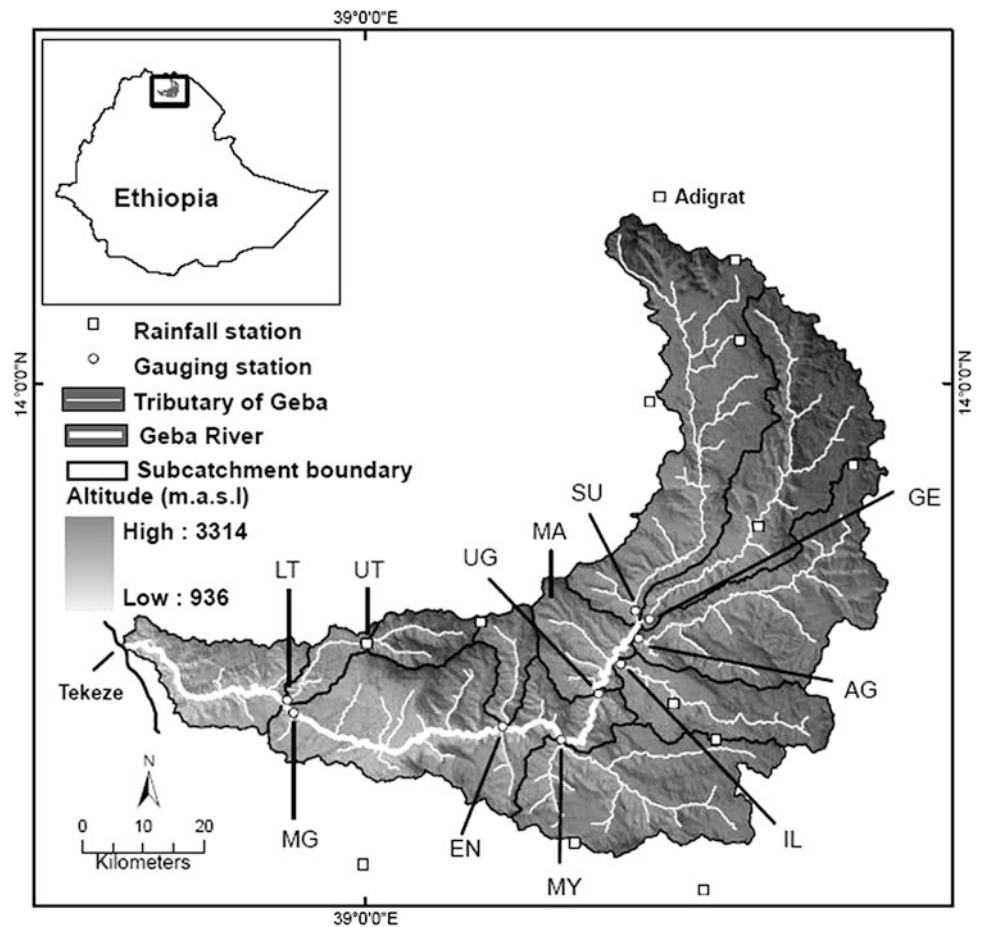 39°0'0"E
Ethiopia
Adigrat
Rainfall station
Gauging station
14°0'0"N
14°0'0"N
Tributary of Geba
Geba River
Subcatchment boundary
Altitude (m.a.s.l)
High : 3314
Low : 936
SU
GE
MA
UG
LT
UT
Tekeze
AG
N
0 10 20
Kilometers
MG
EN
IL
MY
39°0'0"E